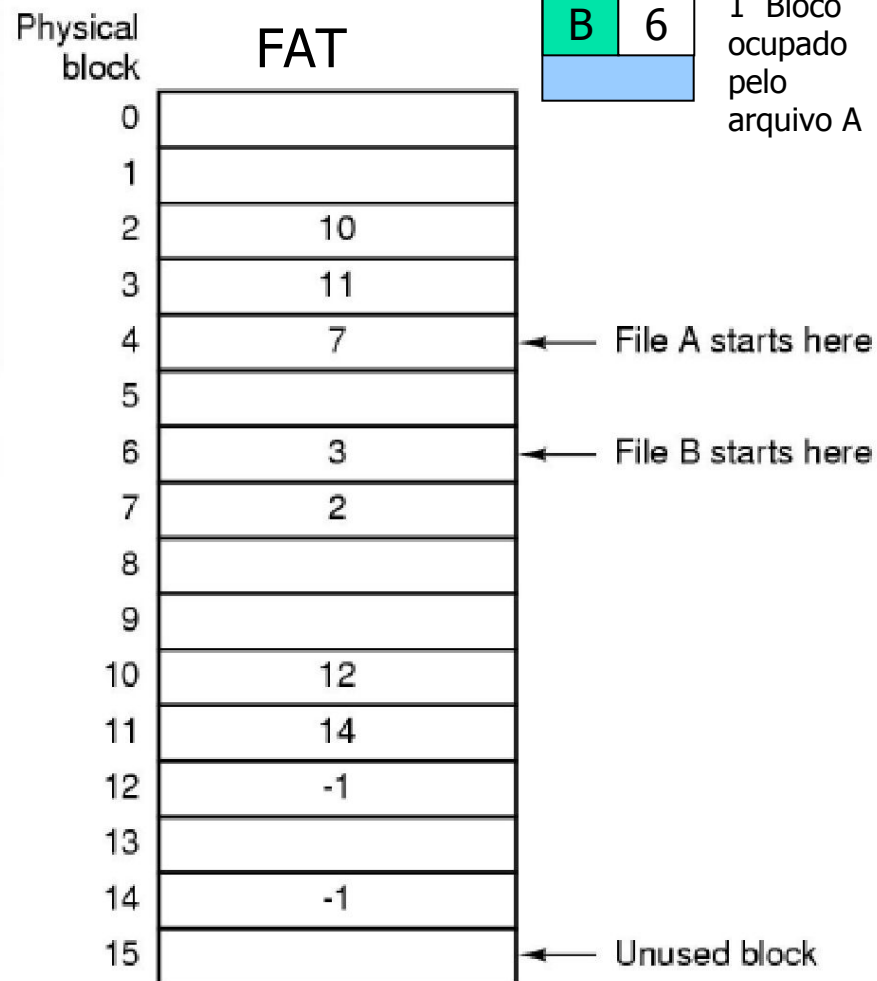 Physical
block
FAT
B 6
1 Bloco
ocupado
pelo
arquivo A
0
1
2 10
3 11
4 7 File A starts here
5
6 3 File B starts here
7 2
8
9
10 12
11 14
12 -1
13
14 -1
15 Unused block